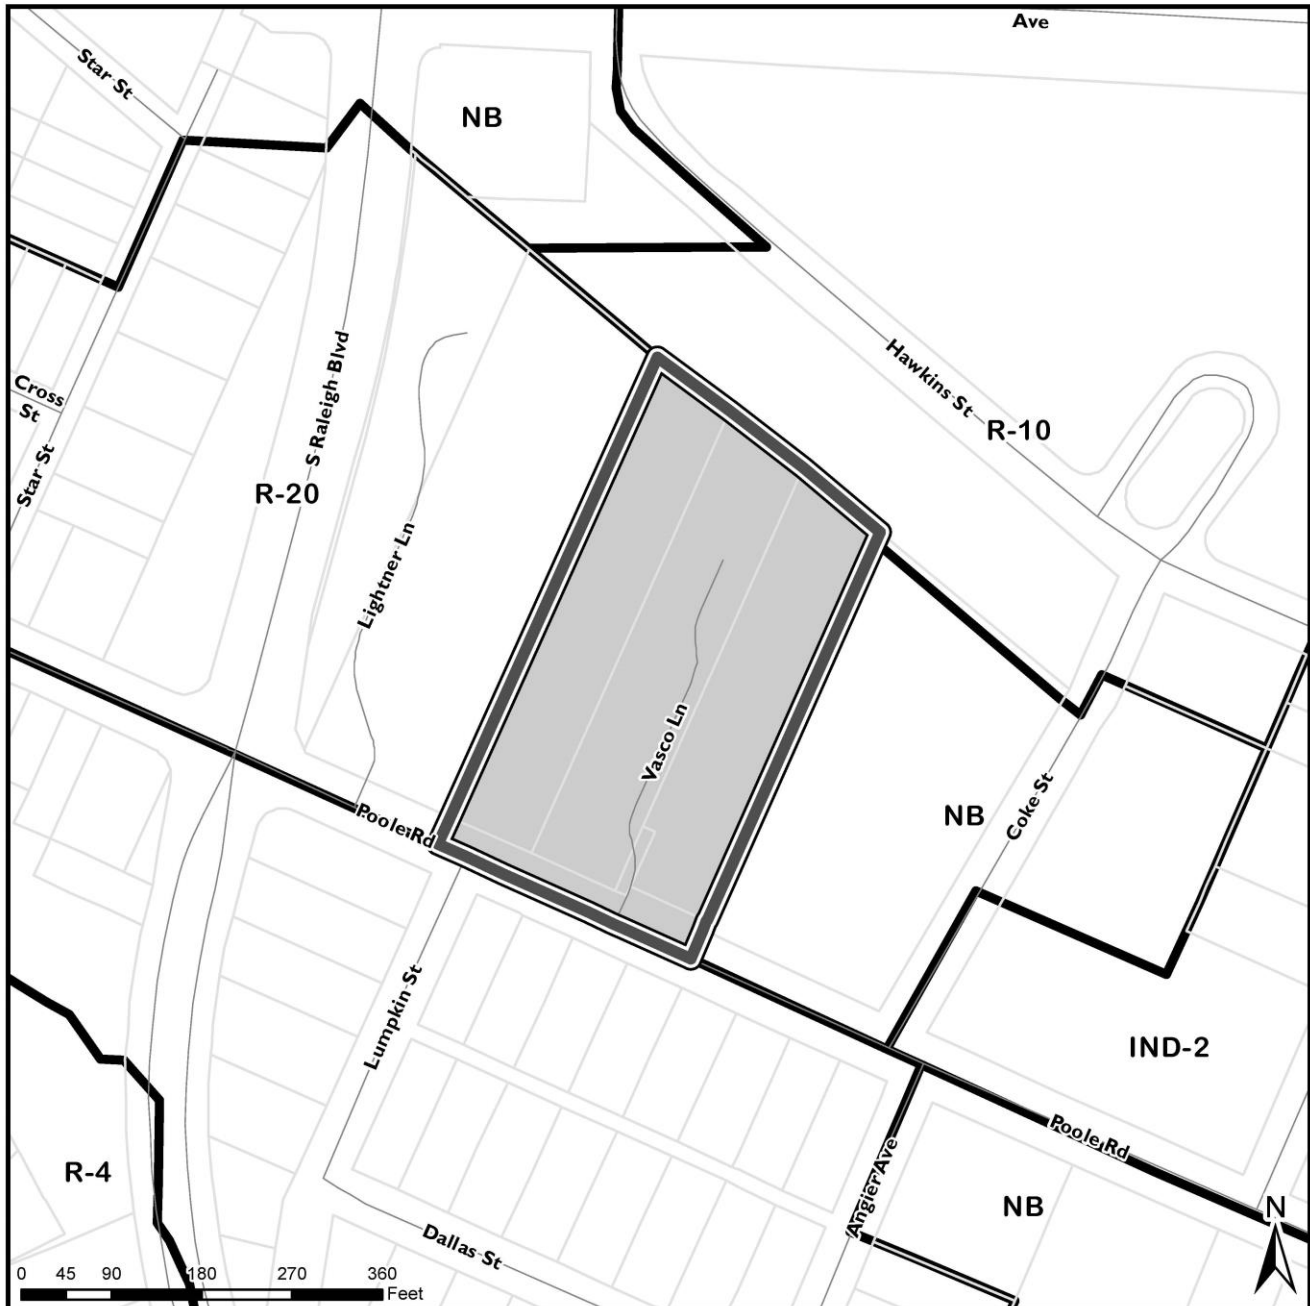 Ave
Star St
NB
Hawkins St
R-10
S Raleigh Blvd
Cross
St
Star St
R-20
Lightner Ln
Vasco Ln
Poole Rd
NB
Coke St
Lumpkin St
IND-2
Poole Rd
Angier Ave
R-4
NB
Dallas St
N
0 45 90 180 270 360
Feet